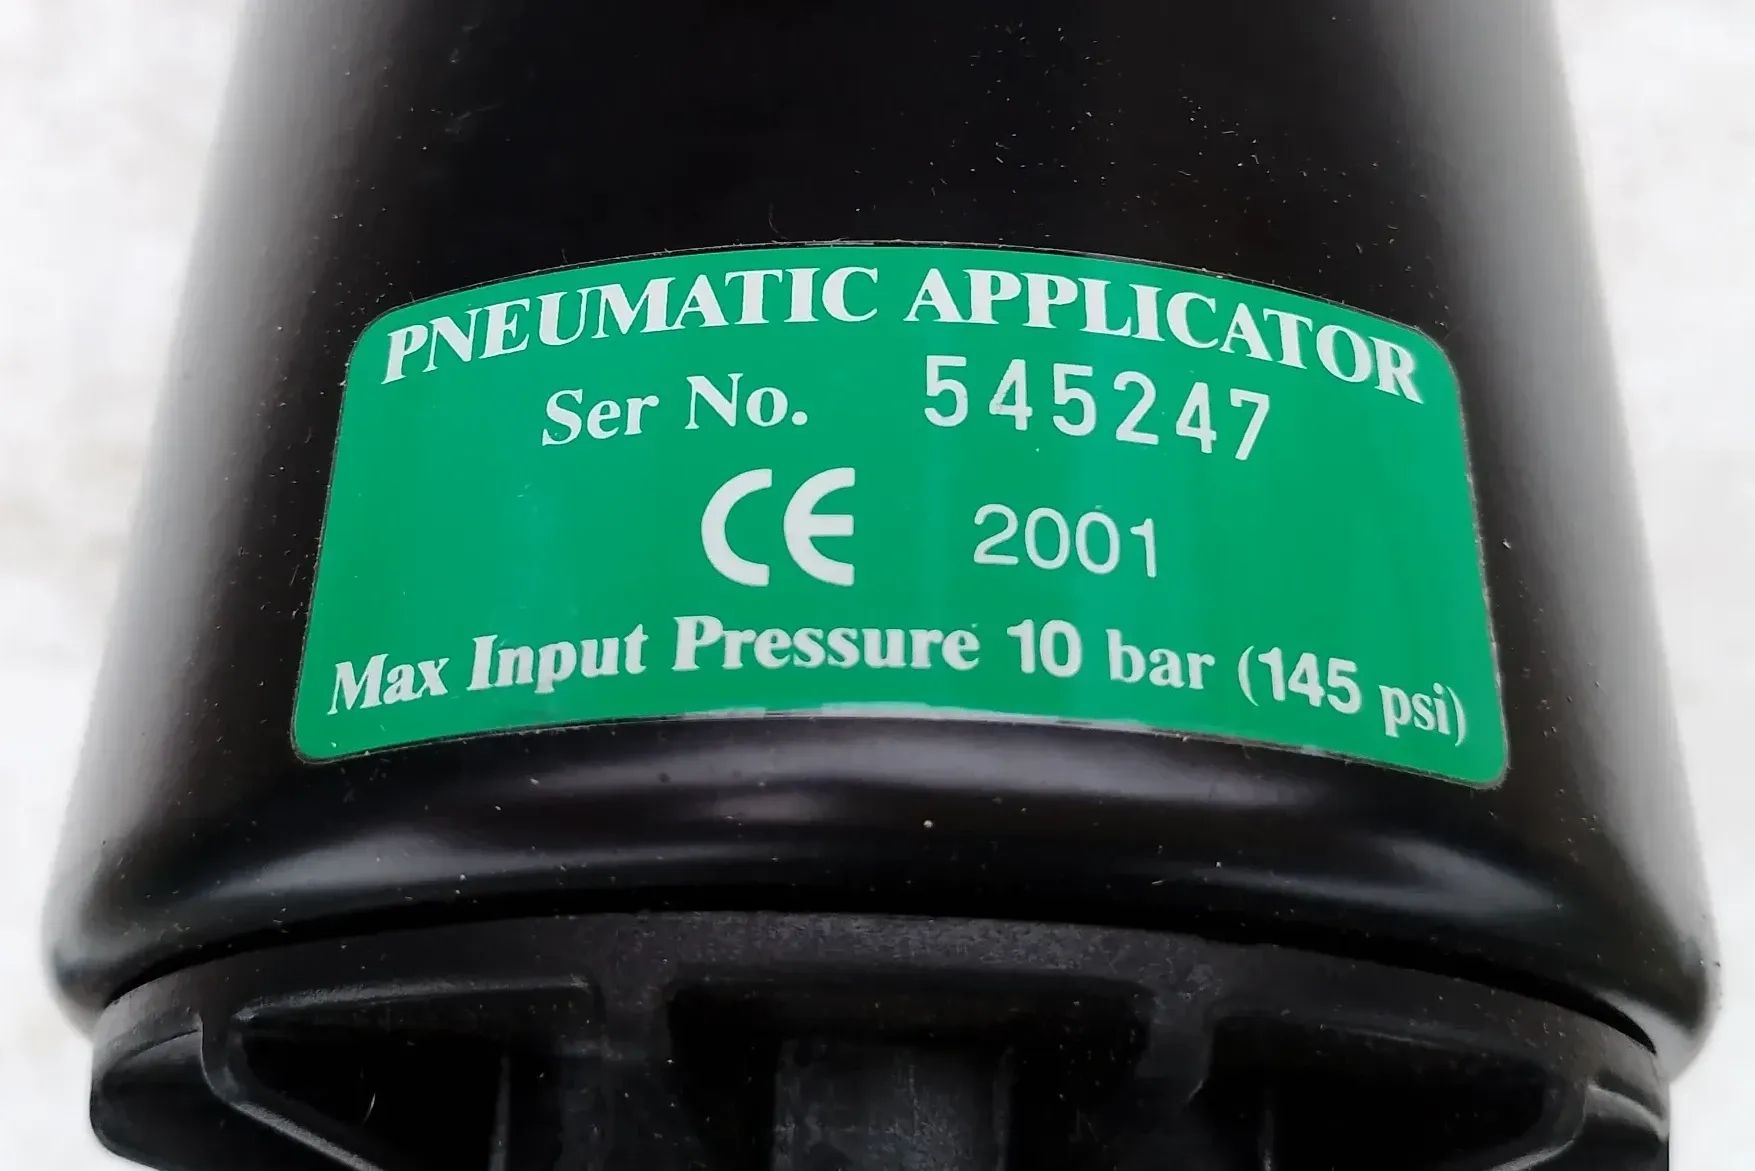 PNEUMATIC APPLICATOR
Ser No. 545247
CE 2001
Max Input Pressure 10 bar (145 psi)